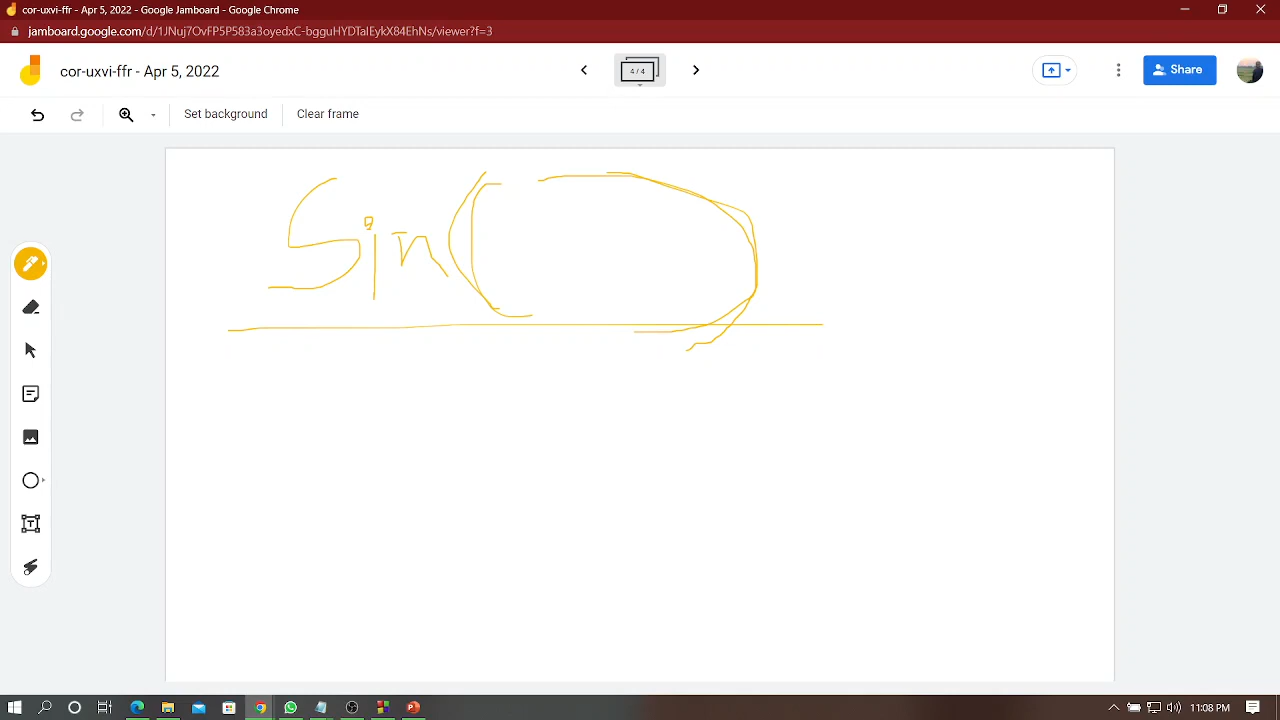 cor-uxvi-ffr - Apr 5, 2022 - Google Jamboard - Google Chrome
jamboard.google.com/d/1JNuj7OvFP5P583a3oyedxC-bgguHYDTaIEykX84EhNs/viewer?f=3
cor-uxvi-ffr - Apr 5, 2022
4 / 4
Share
Set background
Clear frame
Sin( )
11:08 PM